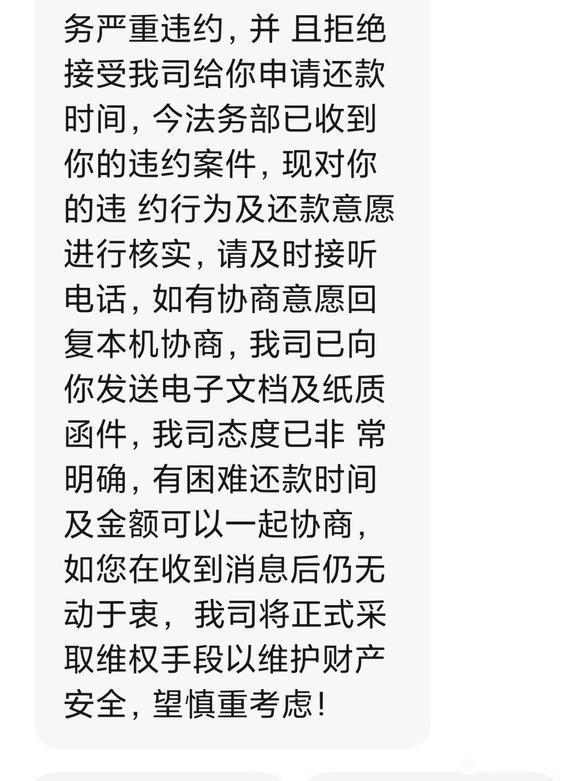 务严重违约，并 且拒绝
接受我司给你申请还款
时间，今法务部已收到
你的违约案件，现对你
的违 约行为及还款意愿
进行核实，请及时接听
电话，如有协商意愿回
复本机协商，我司已向
你发送电子文档及纸质
函件，我司态度已非 常
明确，有困难还款时间
及金额可以一起协商，
如您在收到消息后仍无
动于衷，我司将正式采
取维权手段以维护财产
安全，望慎重考虑！